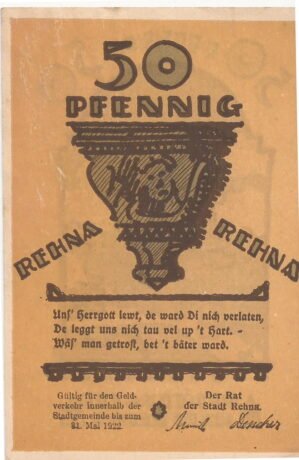 50
PFENNIG
REHNA
REHNA
Uns' Herrgott lewt, de ward Di nich verlaten,
De leggt uns nich tau vel up 't Hart. -
Wäs' man getrost, bet 't bäter ward.
Gültig für den Geld-
verkehr innerhalb der
Stadtgemeinde bis zum
31. Mai 1922.
Der Rat
der Stadt Rehna.